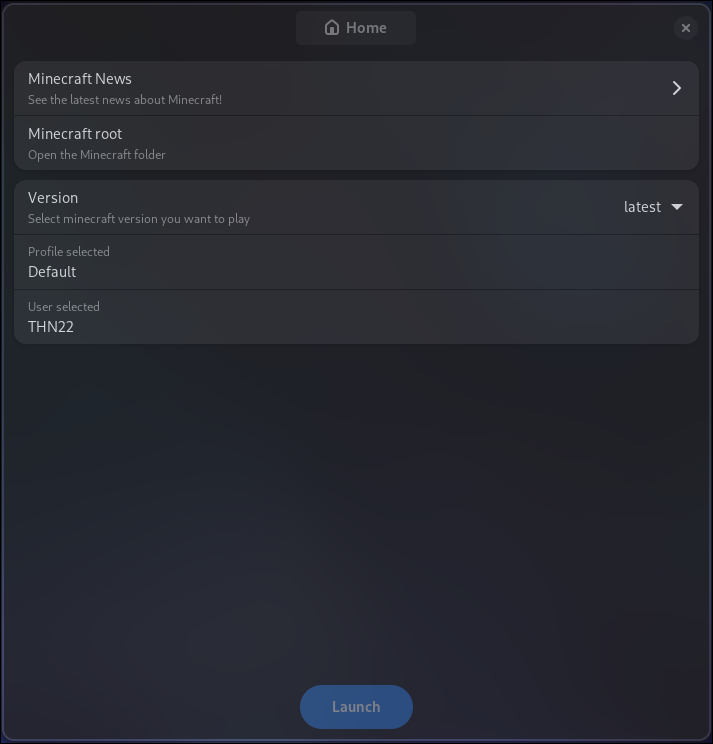 Home
Minecraft News
See the latest news about Minecraft!
Minecraft root
Open the Minecraft folder
Version
Select minecraft version you want to play
latest
Profile selected
Default
User selected
THN22
Launch